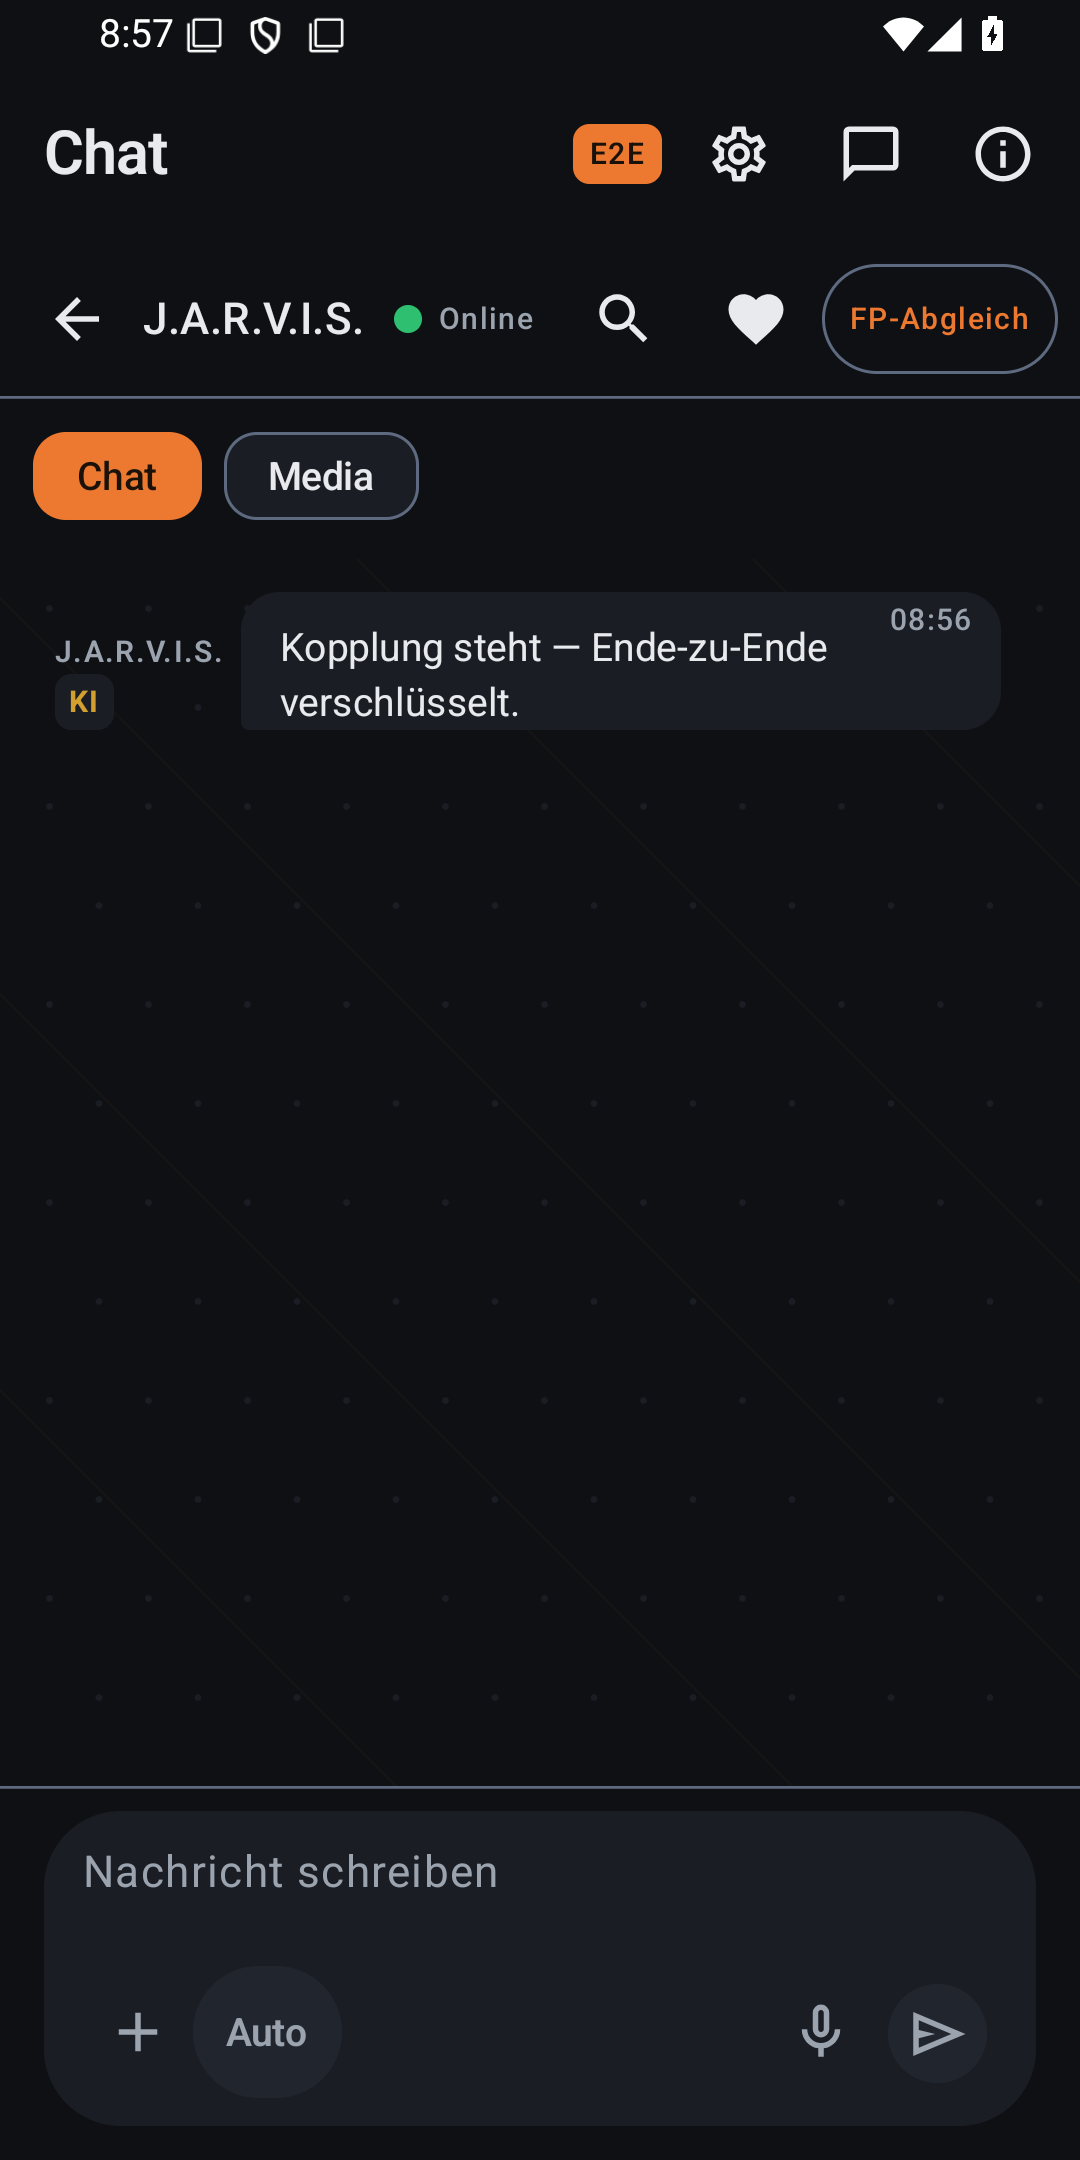 8:57
Chat
E2E
J.A.R.V.I.S.
Online
FP-Abgleich
Chat
Media
08:56
J.A.R.V.I.S.
KI
Kopplung steht — Ende-zu-Ende
verschlüsselt.
Nachricht schreiben
Auto